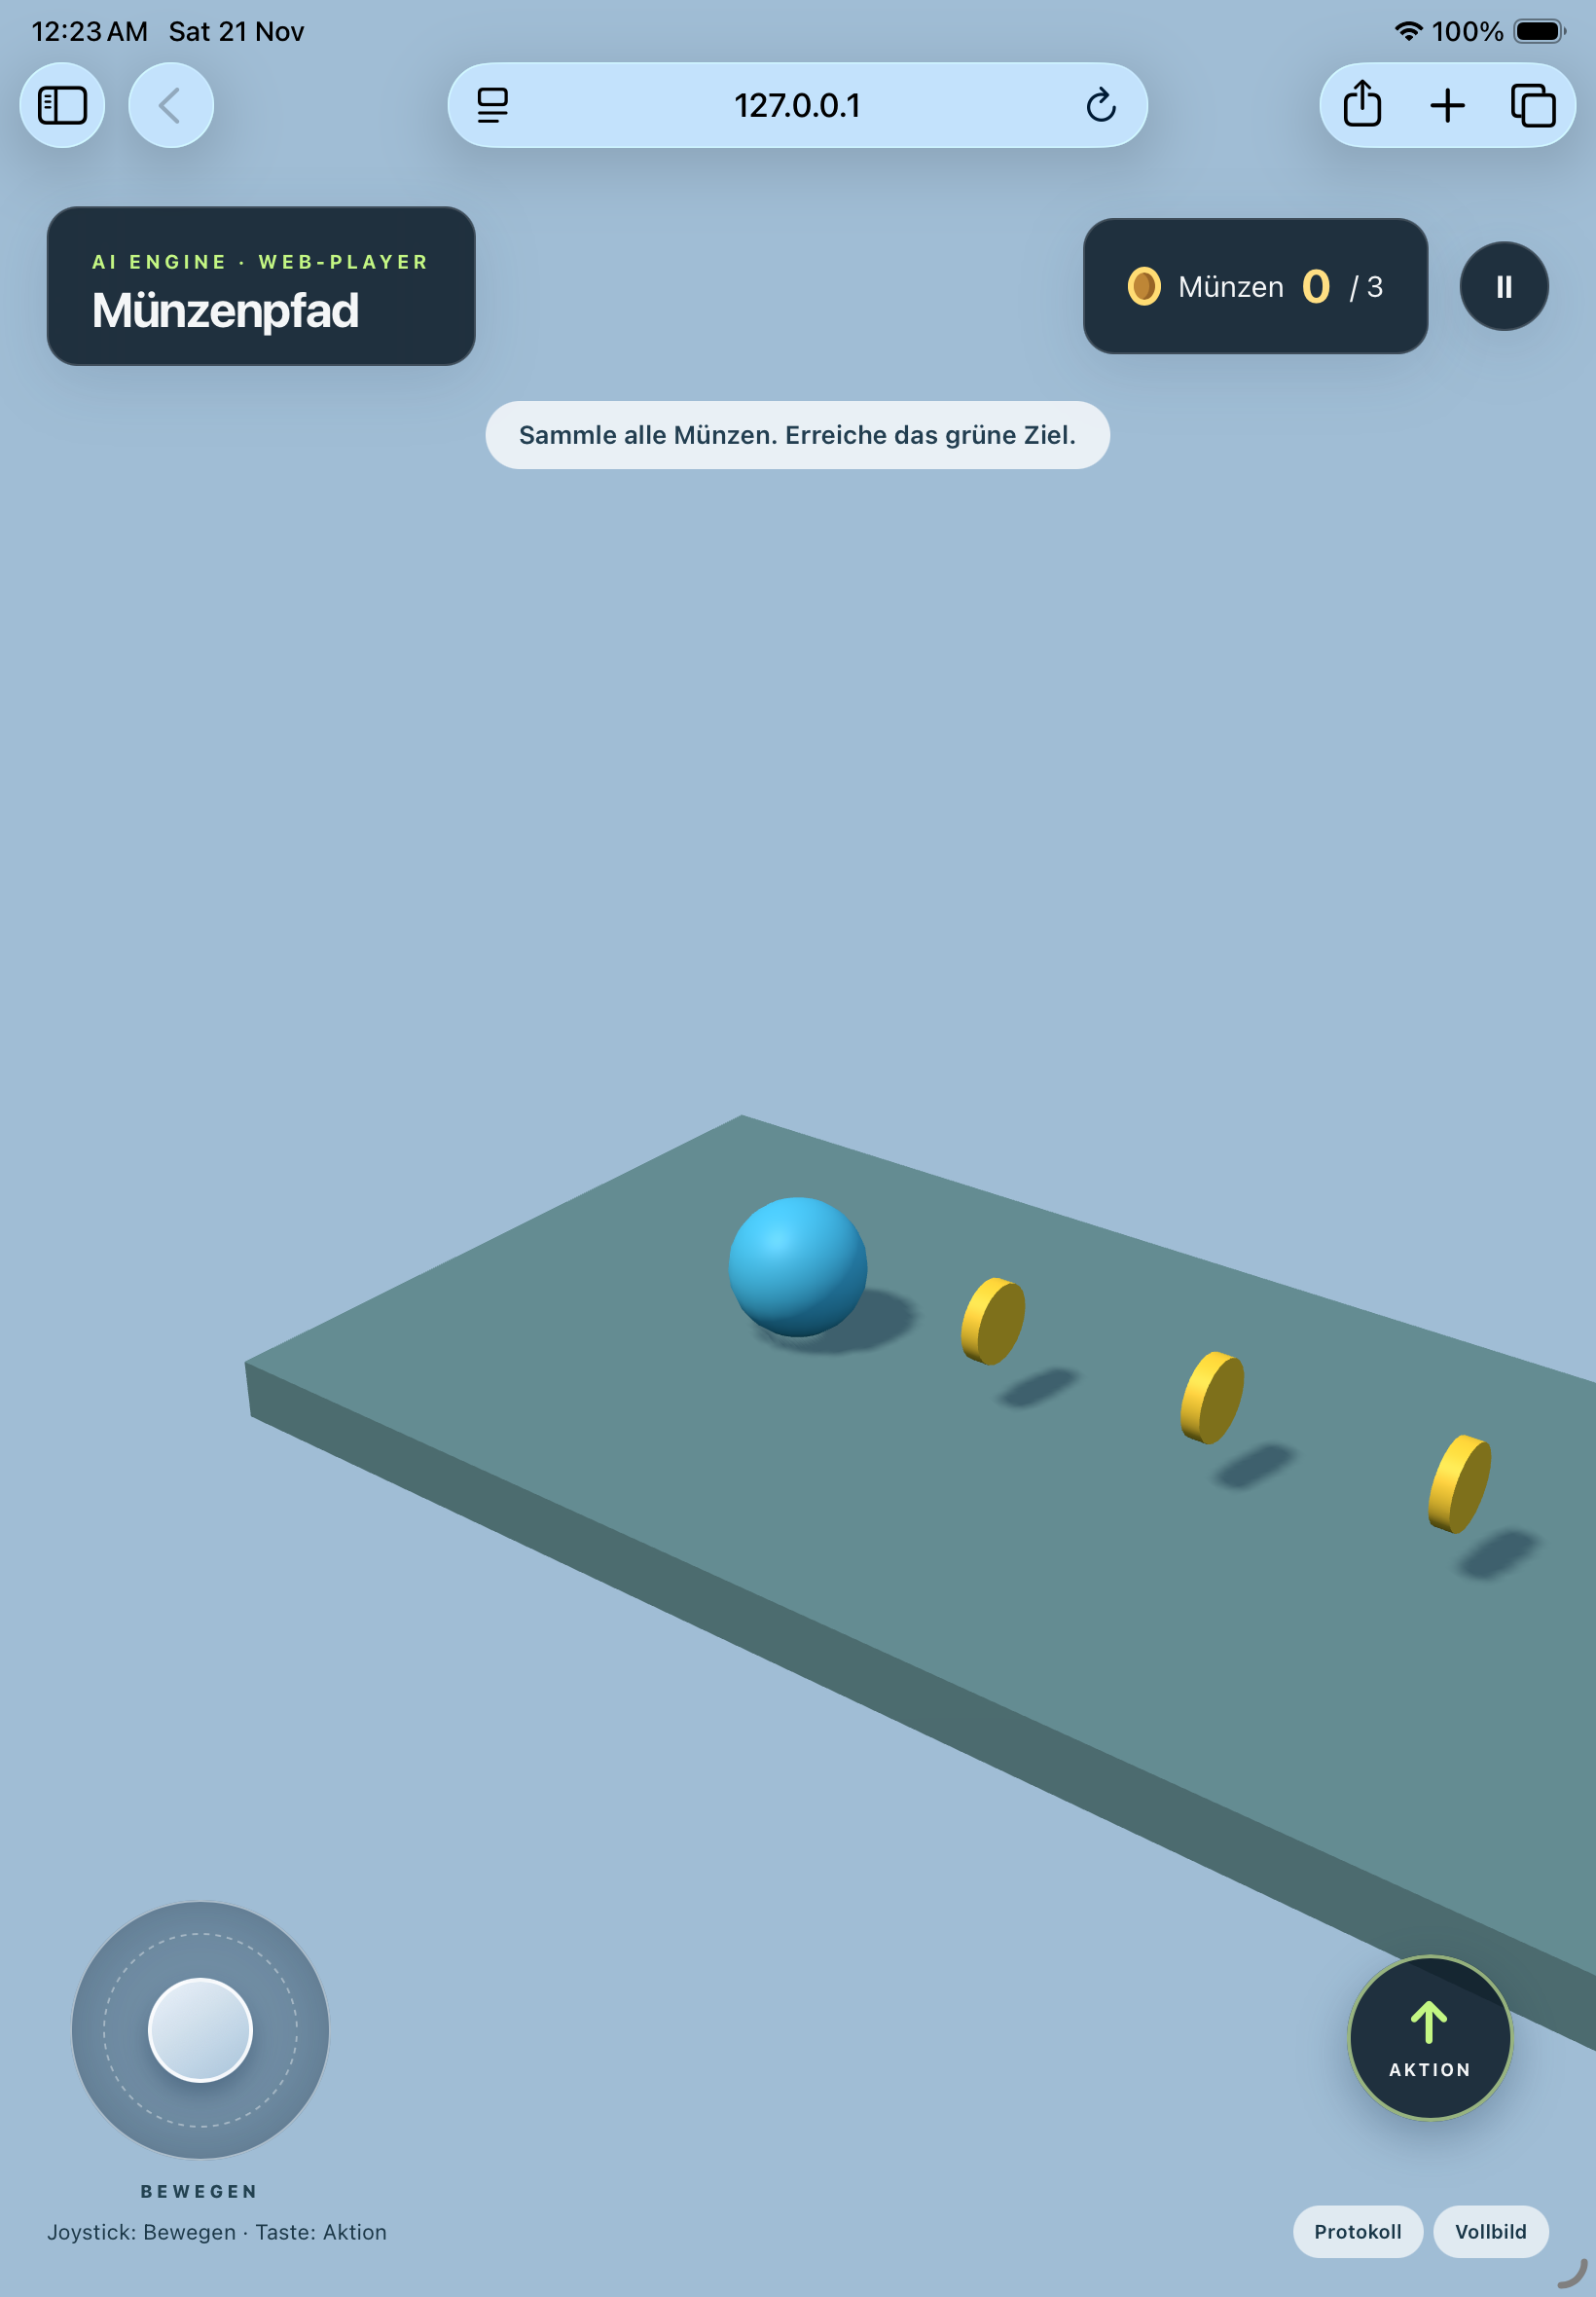 12:23 AM Sat 21 Nov
100%
127.0.0.1
AI ENGINE · WEB-PLAYER
Münzenpfad
Münzen 0 / 3
Sammle alle Münzen. Erreiche das grüne Ziel.
AKTION
BEWEGEN
Joystick: Bewegen · Taste: Aktion
Protokoll
Vollbild